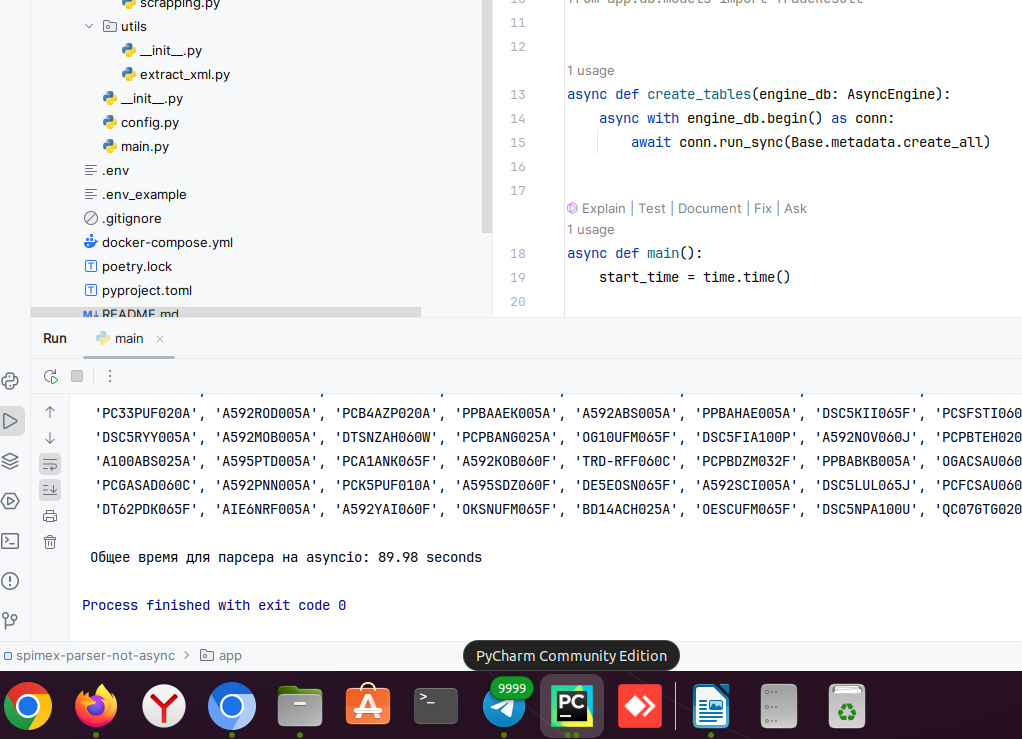 scrapping.py
utils
__init__.py
extract_xml.py
__init__.py
config.py
main.py
.env
.env_example
.gitignore
docker-compose.yml
poetry.lock
pyproject.toml
README.md
10 from app.db.models import TradeResult
11
12
1 usage
13 async def create_tables(engine_db: AsyncEngine):
14 async with engine_db.begin() as conn:
15 await conn.run_sync(Base.metadata.create_all)
16
17
Explain | Test | Document | Fix | Ask
1 usage
18 async def main():
19 start_time = time.time()
20
Run main
'PC33PUF020A', 'A592ROD005A', 'PCB4AZP020A', 'PPBAAEK005A', 'A592ABS005A', 'PPBAHAE005A', 'DSC5KII065F', 'PCSFSTI060
'DSC5RYY005A', 'A592MOB005A', 'DTSNZAH060W', 'PCPBANG025A', 'OG10UFM065F', 'DSC5FIA100P', 'A592NOV060J', 'PCPBTEH020
'A100ABS025A', 'A595PTD005A', 'PCA1ANK065F', 'A592KOB060F', 'TRD-RFF060C', 'PCPBDZM032F', 'PPBABKB005A', 'OGACSAU060
'PCGASAD060C', 'A592PNN005A', 'PCK5PUF010A', 'A595SDZ060F', 'DE5EOSN065F', 'A592SCI005A', 'DSC5LUL065J', 'PCFCSAU060
'DT62PDK065F', 'AIE6NRF005A', 'A592YAI060F', 'OKSNUFM065F', 'BD14ACH025A', 'OESCUFM065F', 'DSC5NPA100U', 'QC07GTG020
Общее время для парсера на asyncio: 89.98 seconds
Process finished with exit code 0
spimex-parser-not-async > app
PyCharm Community Edition
9999
PC